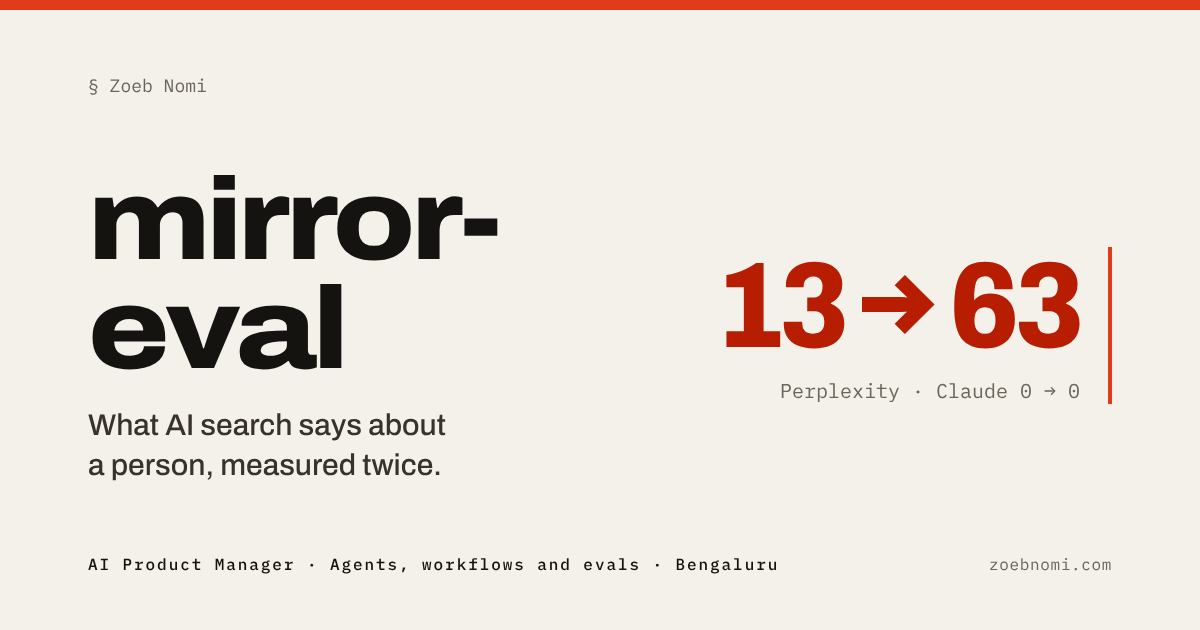 § Zoeb Nomi
mirror-
eval
What AI search says about
a person, measured twice.
13→63
Perplexity · Claude 0 → 0
AI Product Manager · Agents, workflows and evals · Bengaluru
zoebnomi.com